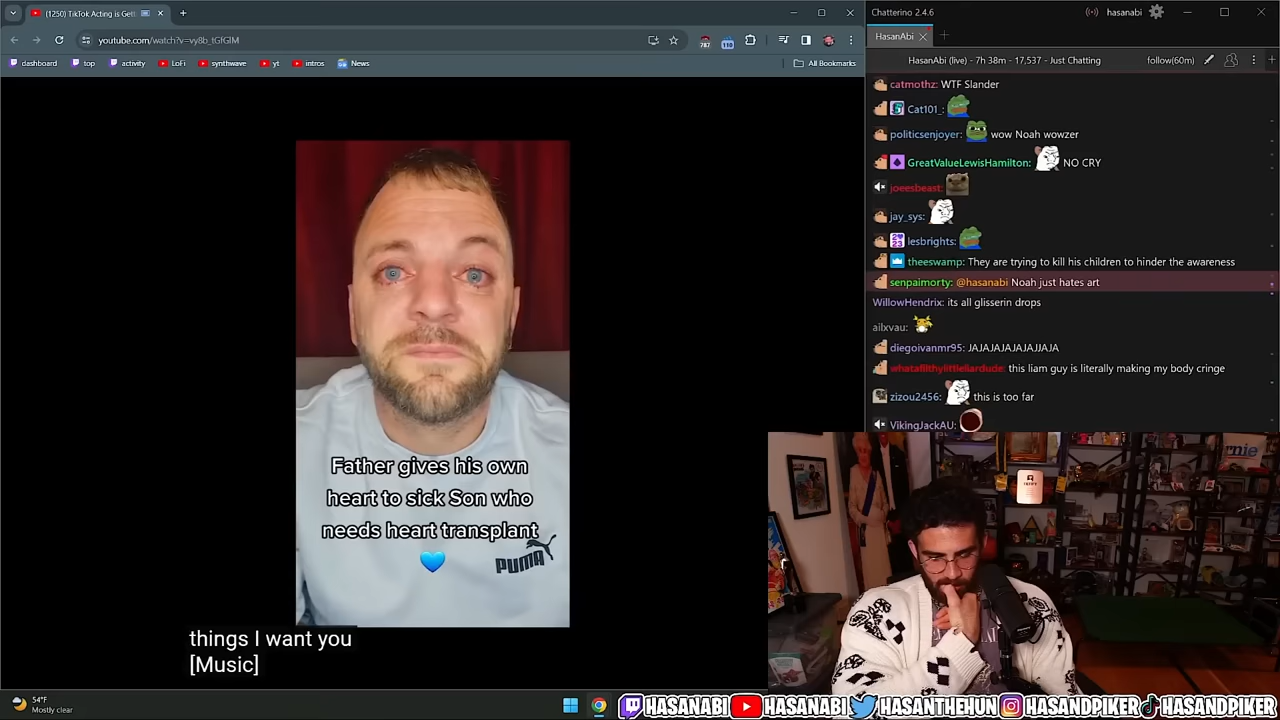 (1250) TikTok Acting is Gett
youtube.com/watch?v=vy8b_tGfGlM
787
110
dashboard
top
activity
LoFi
synthwave
yt
intros
News
All Bookmarks
Father gives his own
heart to sick Son who
needs heart transplant
PUMA
things I want you
[Music]
54°F
Mostly clear
Chatterino 2.4.6
hasanabi
HasanAbi
HasanAbi (live) - 7h 38m - 17,537 - Just Chatting
follow(60m)
catmothz: WTF Slander
Cat101_:
politicsenjoyer: wow Noah wowzer
GreatValueLewisHamilton: NO CRY
joeesbeast:
jay_sys:
lesbrights:
theeswamp: They are trying to kill his children to hinder the awareness
senpaimorty: @hasanabi Noah just hates art
WillowHendrix: its all glisserin drops
ailxvau:
diegoivanmr95: JAJAJAJAJAJJAJA
whatafilthylittleliardude: this liam guy is literally making my body cringe
zizou2456: this is too far
VikingJackAU:
ernie
HASANABI
HASANABI
HASANTHEHUN
HASANDPIKER
HASANDPIKER